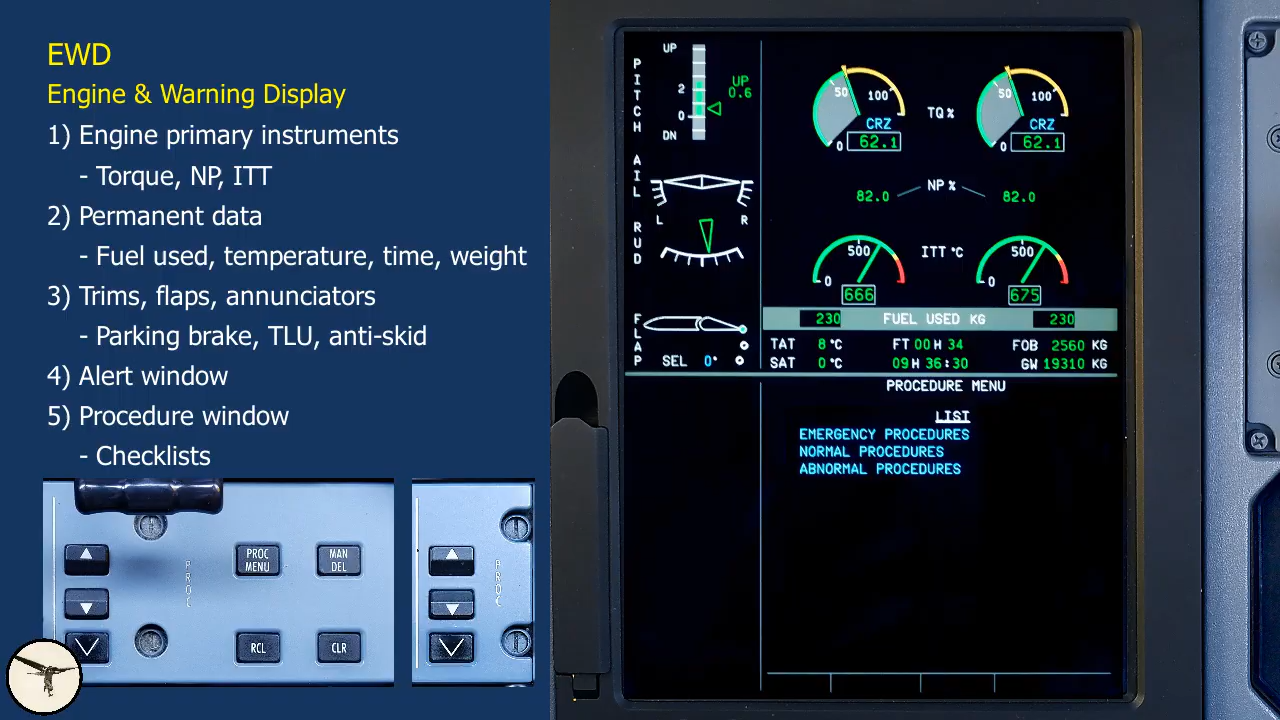 EWD
Engine & Warning Display
1) Engine primary instruments
- Torque, NP, ITT
2) Permanent data
- Fuel used, temperature, time, weight
3) Trims, flaps, annunciators
- Parking brake, TLU, anti-skid
4) Alert window
5) Procedure window
- Checklists
PROC
PROC MENU
MAN DEL
RCL
CLR
PROC
PITCH
UP
2
0
DN
UP
0.6
AIL
RUD
L R
FLAP
SEL 0°
50 100
0
CRZ
62.1
TQ %
50 100
0
CRZ
62.1
82.0 NP % 82.0
500
0
666
ITT °C
500
0
675
230 FUEL USED KG 230
TAT 8 °C FT 00 H 34 FOB 2560 KG
SAT 0 °C 09 H 36:30 GW 19310 KG
PROCEDURE MENU
LIST
EMERGENCY PROCEDURES
NORMAL PROCEDURES
ABNORMAL PROCEDURES